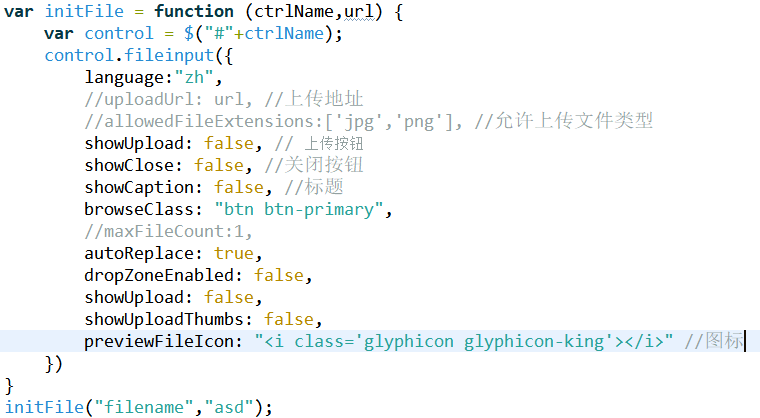 var initFile = function (ctrlName,url) {
    var control = $("#"+ctrlName);
    control.fileinput({
        language:"zh",
        //uploadUrl: url, //上传地址
        //allowedFileExtensions:['jpg','png'], //允许上传文件类型
        showUpload: false, // 上传按钮
        showClose: false, //关闭按钮
        showCaption: false, //标题
        browseClass: "btn btn-primary",
        //maxFileCount:1,
        autoReplace: true,
        dropZoneEnabled: false,
        showUpload: false,
        showUploadThumbs: false,
        previewFileIcon: "<i class='glyphicon glyphicon-king'></i>" //图标
    })
}
initFile("filename","asd");